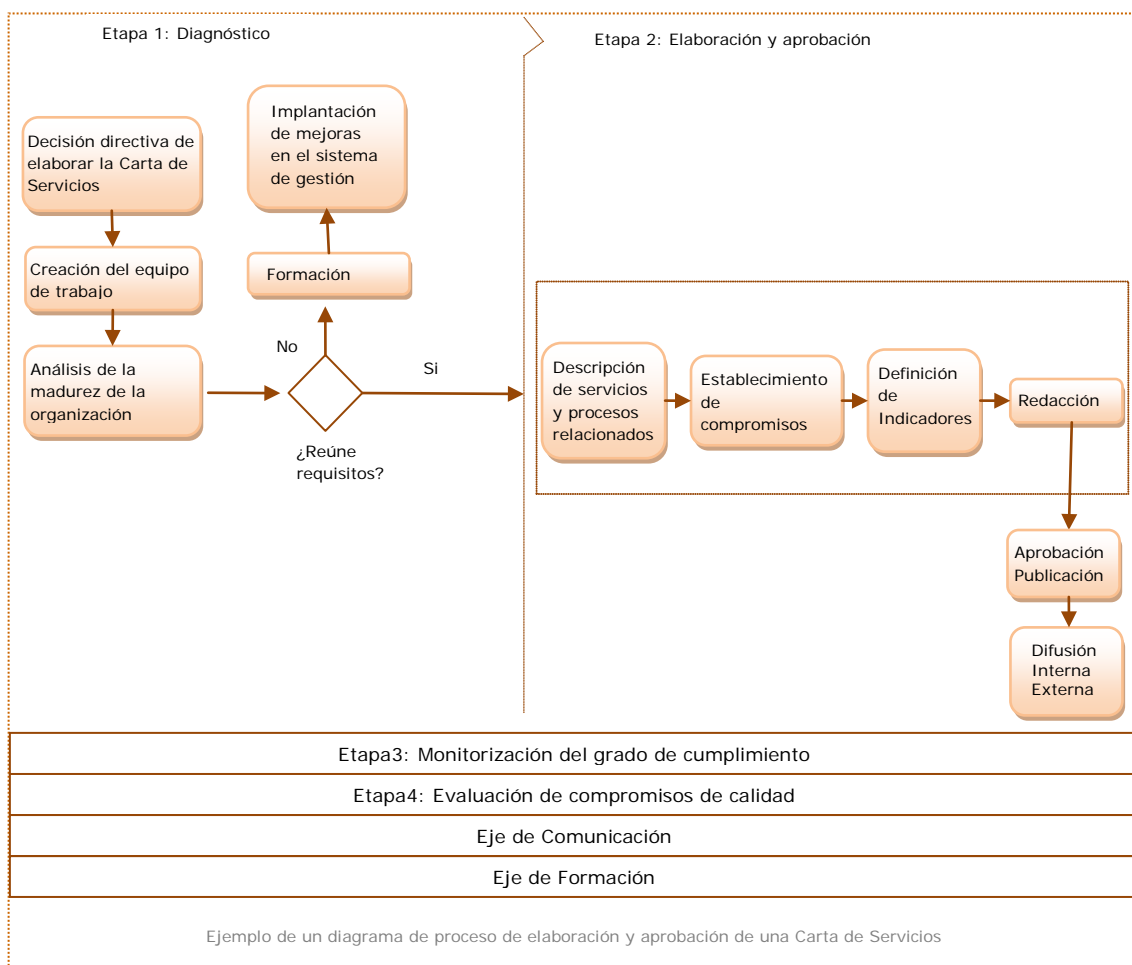 Etapa 1: Diagnóstico
Etapa 2: Elaboración y aprobación
Decisión directiva de
elaborar la Carta de
Servicios
Creación del equipo
de trabajo
Análisis de la
madurez de la
organización
Implantación
de mejoras
en el sistema
de gestión
Formación
No
Si
¿Reúne
requisitos?
Descripción
de servicios
y procesos
relacionados
Establecimiento
de
compromisos
Definición
de
Indicadores
Redacción
Aprobación
Publicación
Difusión
Interna
Externa
Etapa3: Monitorización del grado de cumplimiento
Etapa4: Evaluación de compromisos de calidad
Eje de Comunicación
Eje de Formación
Ejemplo de un diagrama de proceso de elaboración y aprobación de una Carta de Servicios